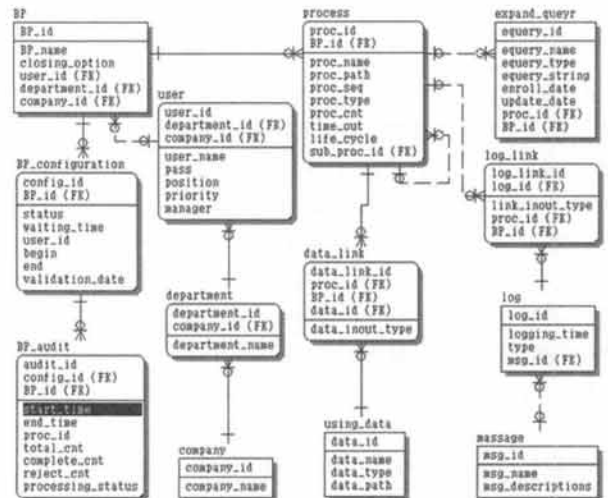 BP
BP_id
BP_name
closing_option
user_id (FK)
department_id (FK)
company_id (FK)
process
proc_id
BP_id (FK)
proc_name
proc_path
proc_seq
proc_type
proc_cnt
time_out
life_cycle
sub_proc_id (FK)
expand_queyr
equery_id
equery_name
equery_type
equery_string
enroll_date
update_date
proc_id (FK)
BP_id (FK)
user
user_id
department_id (FK)
company_id (FK)
user_name
pass
position
priority
manager
BP_configuration
config_id
BP_id (FK)
status
waiting_time
user_id
begin
end
validation_date
log_link
log_link_id
log_id (FK)
link_inout_type
proc_id (FK)
BP_id (FK)
data_link
data_link_id
proc_id (FK)
BP_id (FK)
data_id (FK)
data_inout_type
department
department_id
company_id (FK)
department_name
log
log_id
logging_time
type
msg_id (FK)
BP_audit
audit_id
config_id (FK)
BP_id (FK)
start_time
end_time
proc_id
total_cnt
complete_cnt
reject_cnt
processing_status
company
company_id
company_name
using_data
data_id
data_name
data_type
data_path
massage
msg_id
msg_name
msg_descriptions